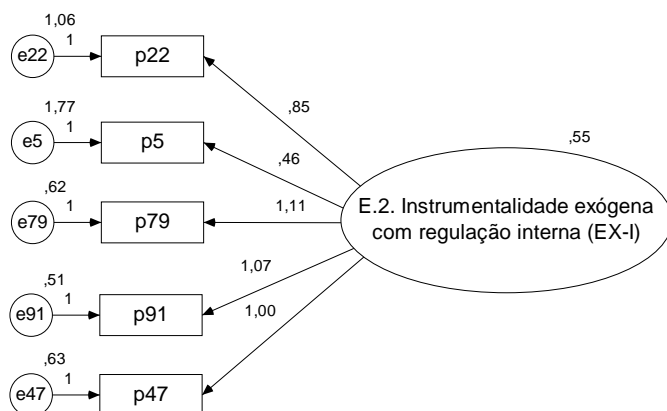 1,06
1
e22
p22
,85
1,77
1
e5
p5
,46
,55
,62
1
e79
p79
1,11
E.2. Instrumentalidade exógena
com regulação interna (EX-I)
,51
1
e91
p91
1,07
1,00
,63
1
e47
p47